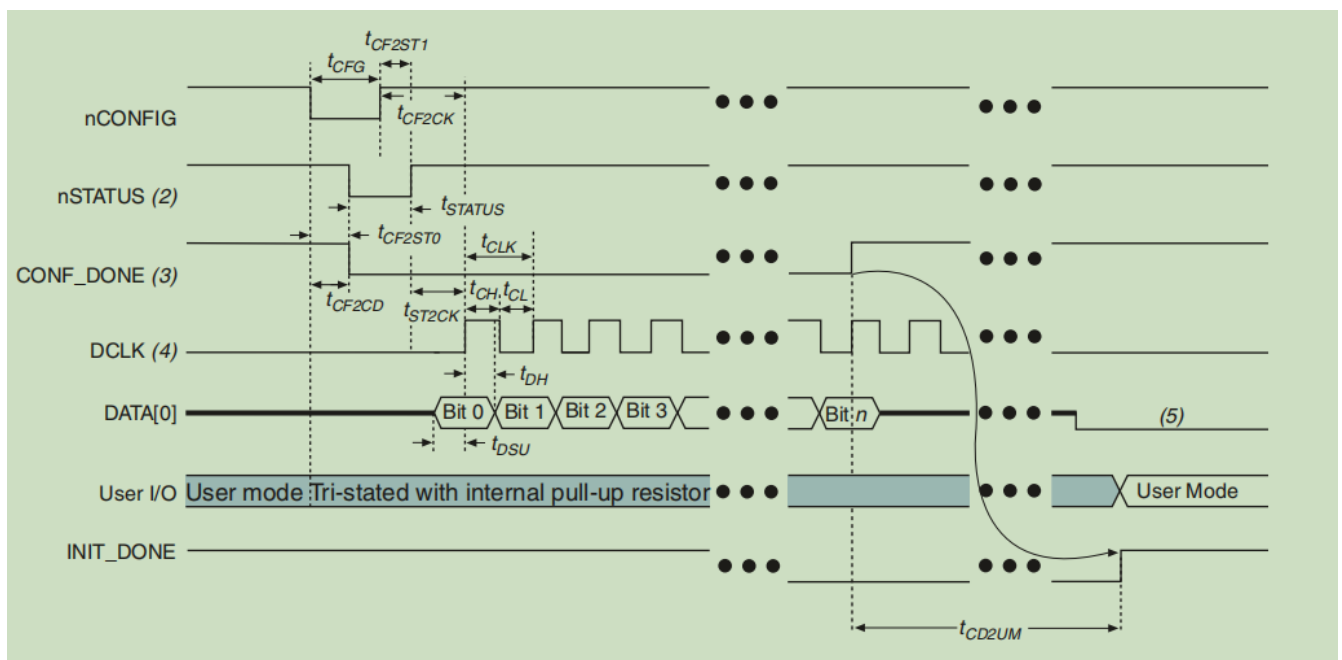 tCF2ST1
tCFG
nCONFIG
tCF2CK
nSTATUS (2)
tSTATUS
tCF2ST0
tCLK
CONF_DONE (3)
tCH tCL
tCF2CD
tST2CK
DCLK (4)
tDH
DATA[0] Bit 0 Bit 1 Bit 2 Bit 3 Bit n (5)
tDSU
User I/O User mode Tri-stated with internal pull-up resistor User Mode
INIT_DONE
tCD2UM